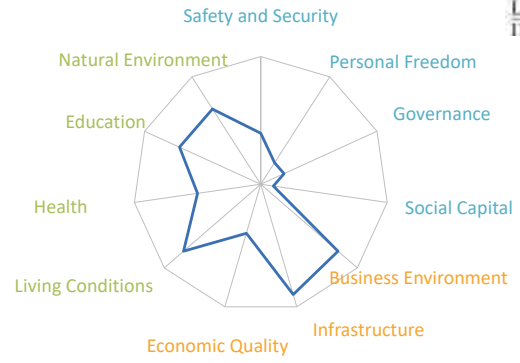 Safety and Security
Natural Environment
Personal Freedom
Education
Governance
Health
Social Capital
Living Conditions
Business Environment
Infrastructure
Economic Quality